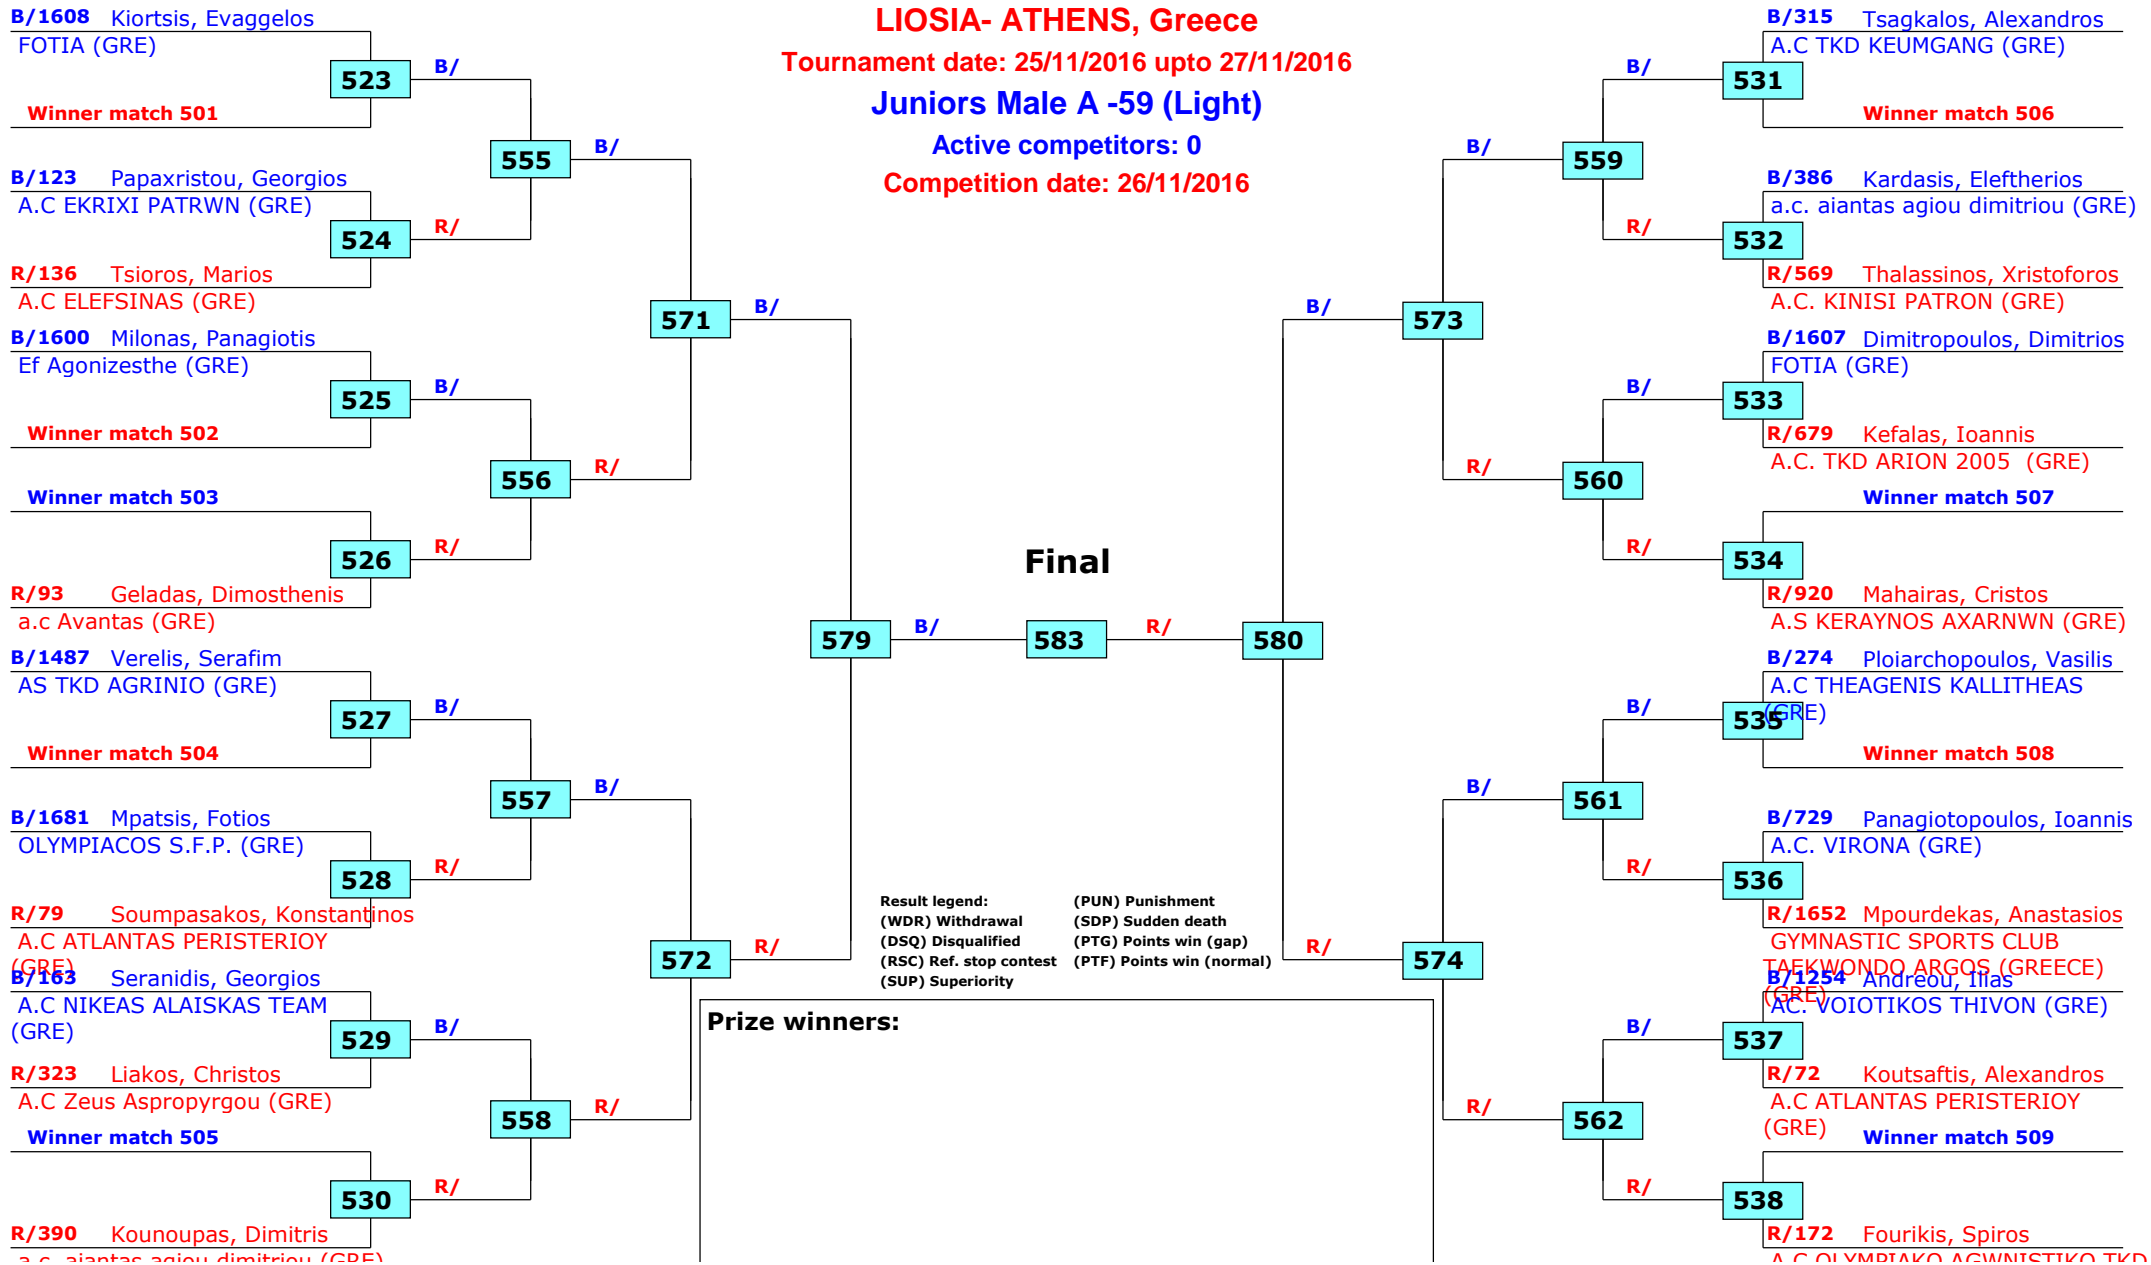 LIOSIA- ATHENS, Greece
Tournament date: 25/11/2016 upto 27/11/2016
Juniors Male A -59 (Light)
Active competitors: 0
Competition date: 26/11/2016
B/1608 Kiortsis, Evaggelos
FOTIA (GRE)
523
B/
Winner match 501
555
B/
B/123 Papaxristou, Georgios
A.C EKRIXI PATRWN (GRE)
524
R/
R/136 Tsioros, Marios
A.C ELEFSINAS (GRE)
571
B/
B/1600 Milonas, Panagiotis
Ef Agonizesthe (GRE)
525
B/
Winner match 502
556
R/
Winner match 503
526
R/
R/93 Geladas, Dimosthenis
a.c Avantas (GRE)
579
B/
B/1487 Verelis, Serafim
AS TKD AGRINIO (GRE)
527
B/
Winner match 504
557
B/
B/1681 Mpatsis, Fotios
OLYMPIACOS S.F.P. (GRE)
528
R/
R/79 Soumpasakos, Konstantinos
A.C ATLANTAS PERISTERIOY
(GRE)
572
R/
B/163 Seranidis, Georgios
A.C NIKEAS ALAISKAS TEAM
(GRE)
529
B/
R/323 Liakos, Christos
A.C Zeus Aspropyrgou (GRE)
558
R/
Winner match 505
530
R/
R/390 Kounoupas, Dimitris
a.c. aiantas agiou dimitriou (GRE)
Final
583
R/
580
B/315 Tsagkalos, Alexandros
A.C TKD KEUMGANG (GRE)
B/
531
Winner match 506
B/
559
B/386 Kardasis, Eleftherios
a.c. aiantas agiou dimitriou (GRE)
R/
532
R/569 Thalassinos, Xristoforos
A.C. KINISI PATRON (GRE)
B/
573
B/1607 Dimitropoulos, Dimitrios
FOTIA (GRE)
B/
533
R/679 Kefalas, Ioannis
A.C. TKD ARION 2005 (GRE)
R/
560
Winner match 507
R/
534
R/920 Mahairas, Cristos
A.S KERAYNOS AXARNWN (GRE)
B/274 Ploiarchopoulos, Vasilis
A.C THEAGENIS KALLITHEAS
(GRE)
B/
535
Winner match 508
B/
561
B/729 Panagiotopoulos, Ioannis
A.C. VIRONA (GRE)
R/
536
R/1652 Mpourdekas, Anastasios
GYMNASTIC SPORTS CLUB
TAEKWONDO ARGOS (GREECE)
(GRE)
R/
574
B/1254 Andreou, Ilias
AC. VOIOTIKOS THIVON (GRE)
B/
537
R/72 Koutsaftis, Alexandros
A.C ATLANTAS PERISTERIOY
(GRE)
R/
562
Winner match 509
R/
538
R/172 Fourikis, Spiros
A.C OLYMPIAKO AGWNISTIKO TKD
Result legend: (PUN) Punishment
(WDR) Withdrawal (SDP) Sudden death
(DSQ) Disqualified (PTG) Points win (gap)
(RSC) Ref. stop contest (PTF) Points win (normal)
(SUP) Superiority
Prize winners: